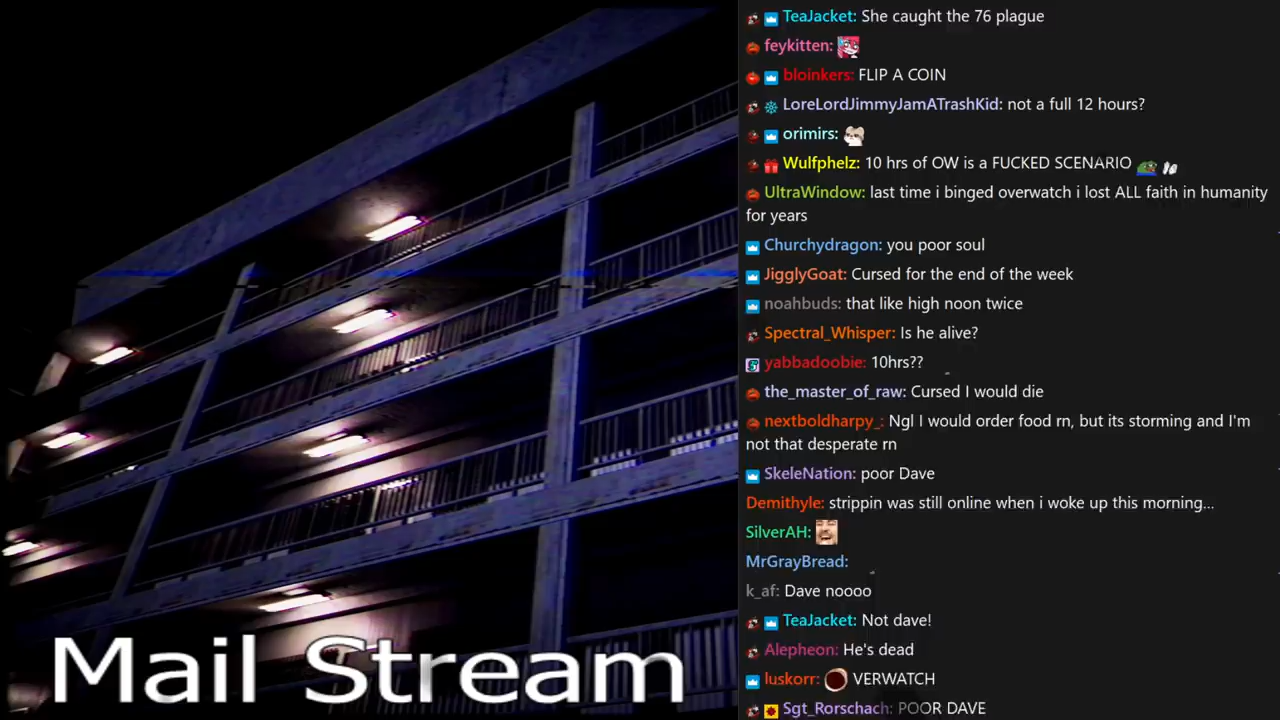 TeaJacket: She caught the 76 plague
feykitten:
bloinkers: FLIP A COIN
LoreLordJimmyJamATrashKid: not a full 12 hours?
orimirs:
Wulfphelz: 10 hrs of OW is a FUCKED SCENARIO
UltraWindow: last time i binged overwatch i lost ALL faith in humanity
for years
Churchydragon: you poor soul
JigglyGoat: Cursed for the end of the week
noahbuds: that like high noon twice
Spectral_Whisper: Is he alive?
yabbadoobie: 10hrs??
the_master_of_raw: Cursed I would die
nextboldharpy_: Ngl I would order food rn, but its storming and I'm
not that desperate rn
SkeleNation: poor Dave
Demithyle: strippin was still online when i woke up this morning...
SilverAH:
MrGrayBread:
k_af: Dave noooo
TeaJacket: Not dave!
Alepheon: He's dead
luskorr: VERWATCH
Sgt_Rorschach: POOR DAVE
Mail Stream